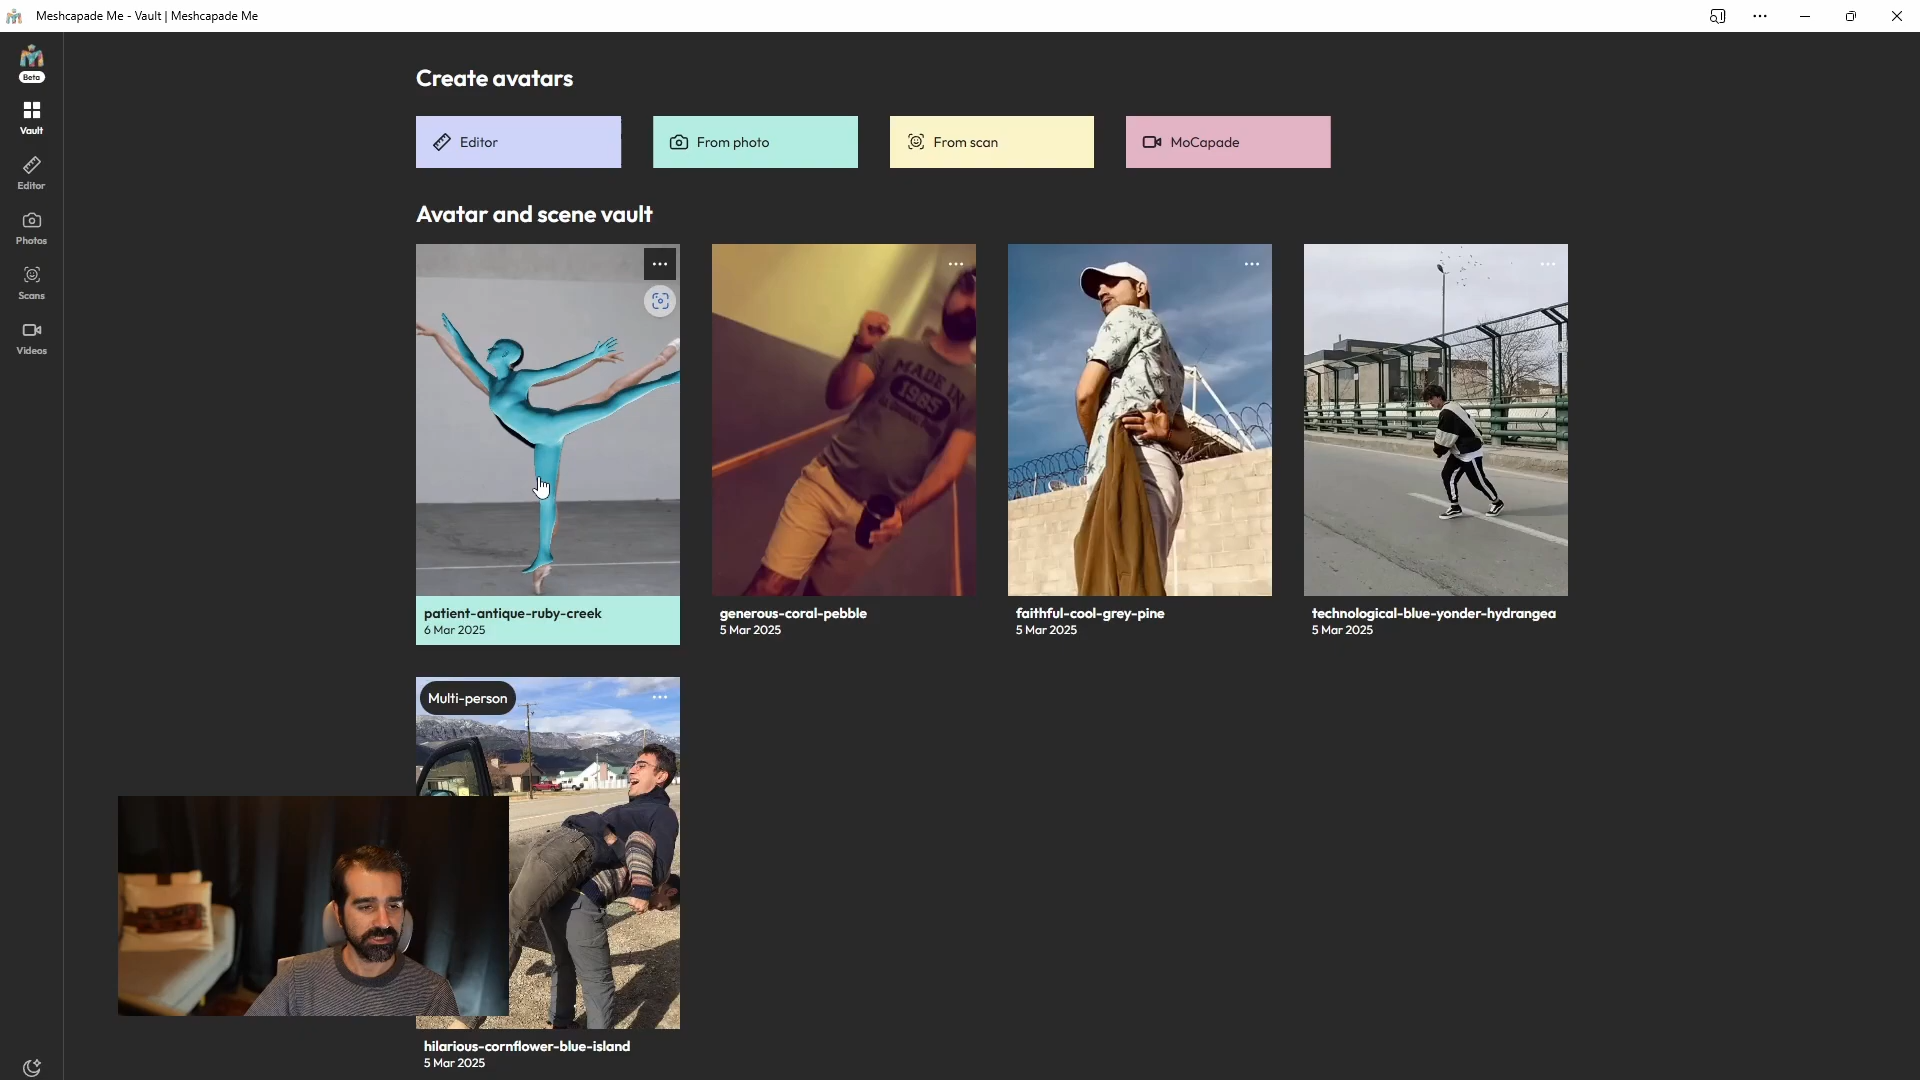 Meshcapade Me - Vault | Meshcapade Me
Beta
Vault
Editor
Photos
Scans
Videos
Create avatars
Editor
From photo
From scan
MoCapade
Avatar and scene vault
MADE IN
1985
patient-antique-ruby-creek
6 Mar 2025
generous-coral-pebble
5 Mar 2025
faithful-cool-grey-pine
5 Mar 2025
technological-blue-yonder-hydrangea
5 Mar 2025
Multi-person
hilarious-cornflower-blue-island
5 Mar 2025